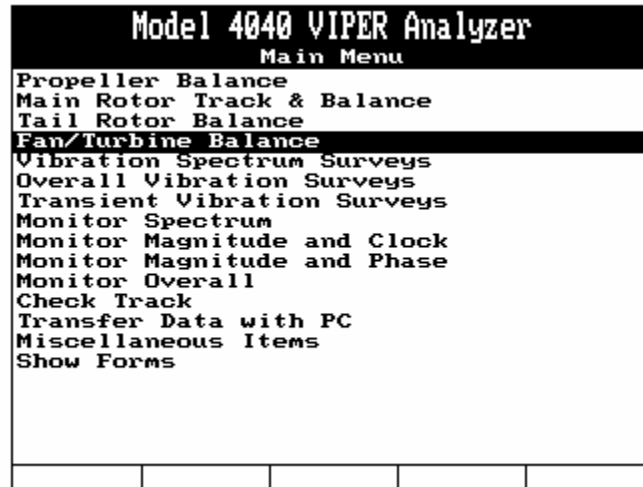 Model 4040 VIPER Analyzer
Main Menu
Propeller Balance
Main Rotor Track & Balance
Tail Rotor Balance
Fan/Turbine Balance
Vibration Spectrum Surveys
Overall Vibration Surveys
Transient Vibration Surveys
Monitor Spectrum
Monitor Magnitude and Clock
Monitor Magnitude and Phase
Monitor Overall
Check Track
Transfer Data with PC
Miscellaneous Items
Show Forms